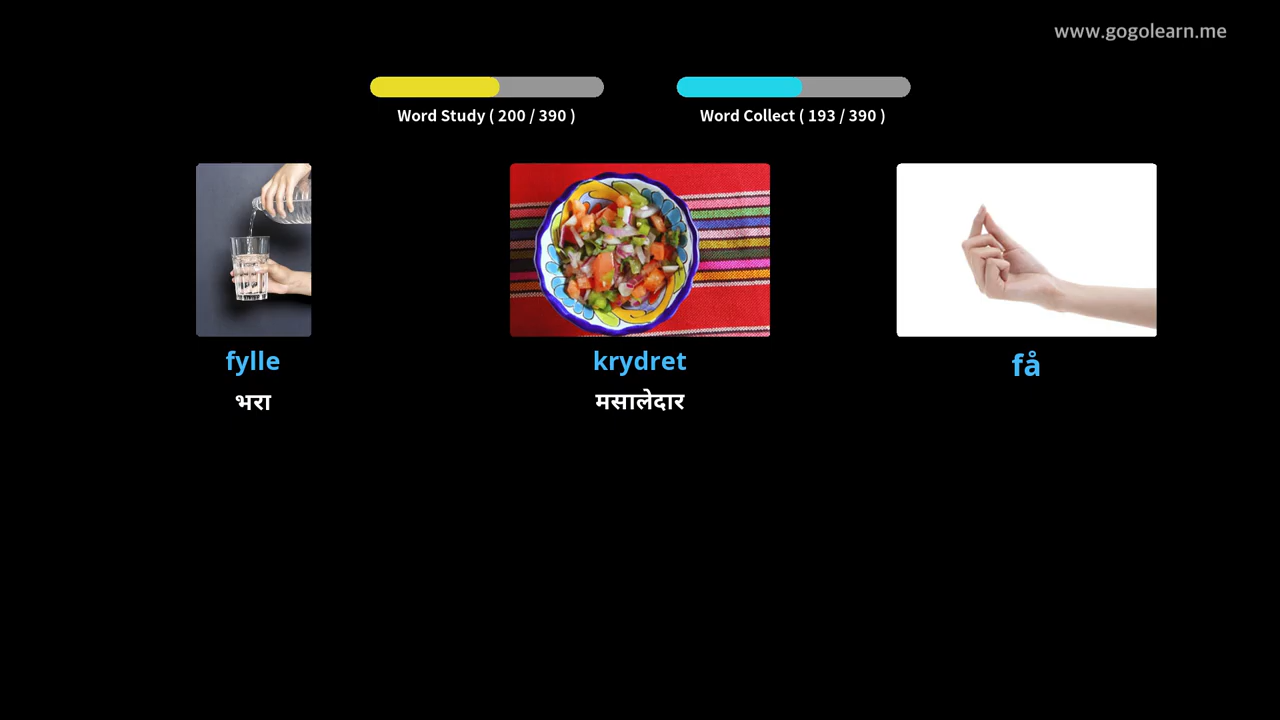 www.gogolearn.me
Word Study ( 200 / 390 )
Word Collect ( 193 / 390 )
fylle
krydret
få
भरा
मसालेदार